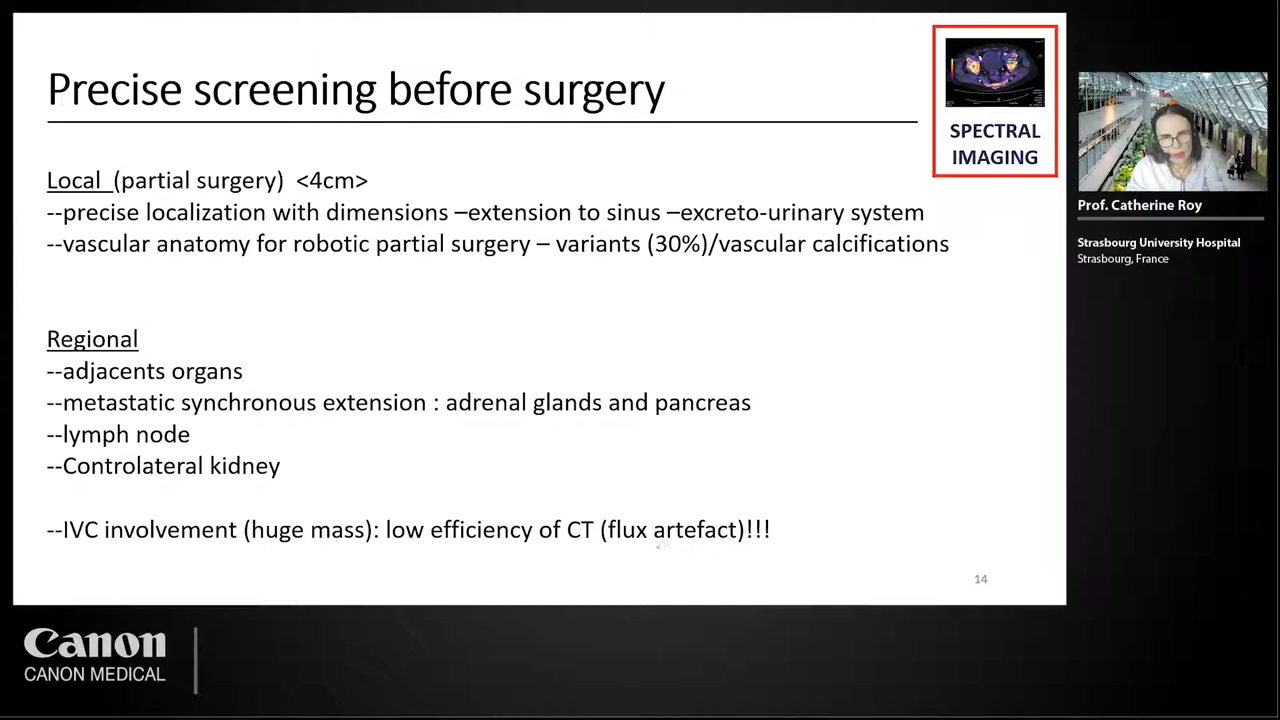 Precise screening before surgery
SPECTRAL
IMAGING
Local (partial surgery) <4cm>
--precise localization with dimensions –extension to sinus –excreto-urinary system
--vascular anatomy for robotic partial surgery – variants (30%)/vascular calcifications
Regional
--adjacents organs
--metastatic synchronous extension : adrenal glands and pancreas
--lymph node
--Controlateral kidney
--IVC involvement (huge mass): low efficiency of CT (flux artefact)!!!
14
Prof. Catherine Roy
Strasbourg University Hospital
Strasbourg, France
Canon
CANON MEDICAL